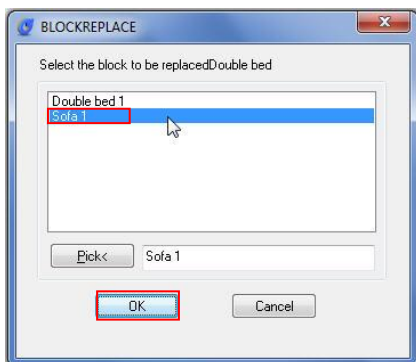 BLOCKREPLACE
Select the block to be replacedDouble bed
Double bed 1
Sofa 1
Pick< Sofa 1
OK Cancel